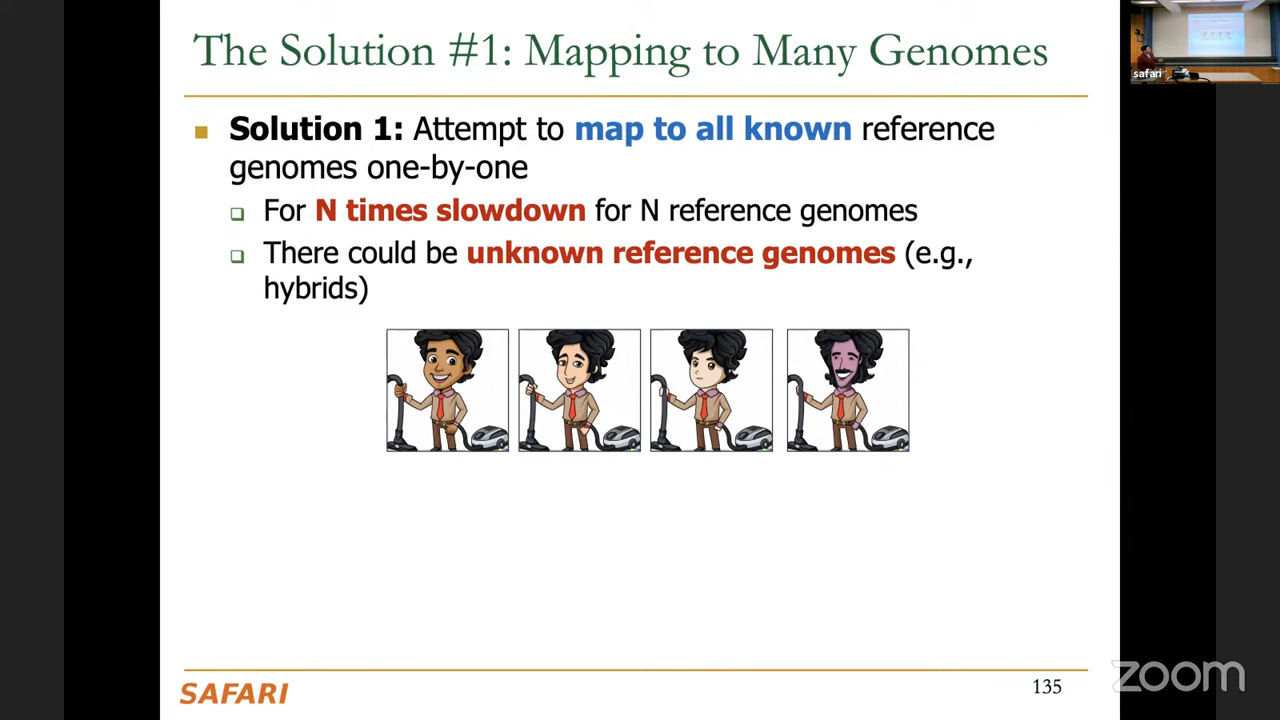 The Solution #1: Mapping to Many Genomes
safari
Solution 1: Attempt to map to all known reference
genomes one-by-one
For N times slowdown for N reference genomes
There could be unknown reference genomes (e.g.,
hybrids)
SAFARI
135
zoom